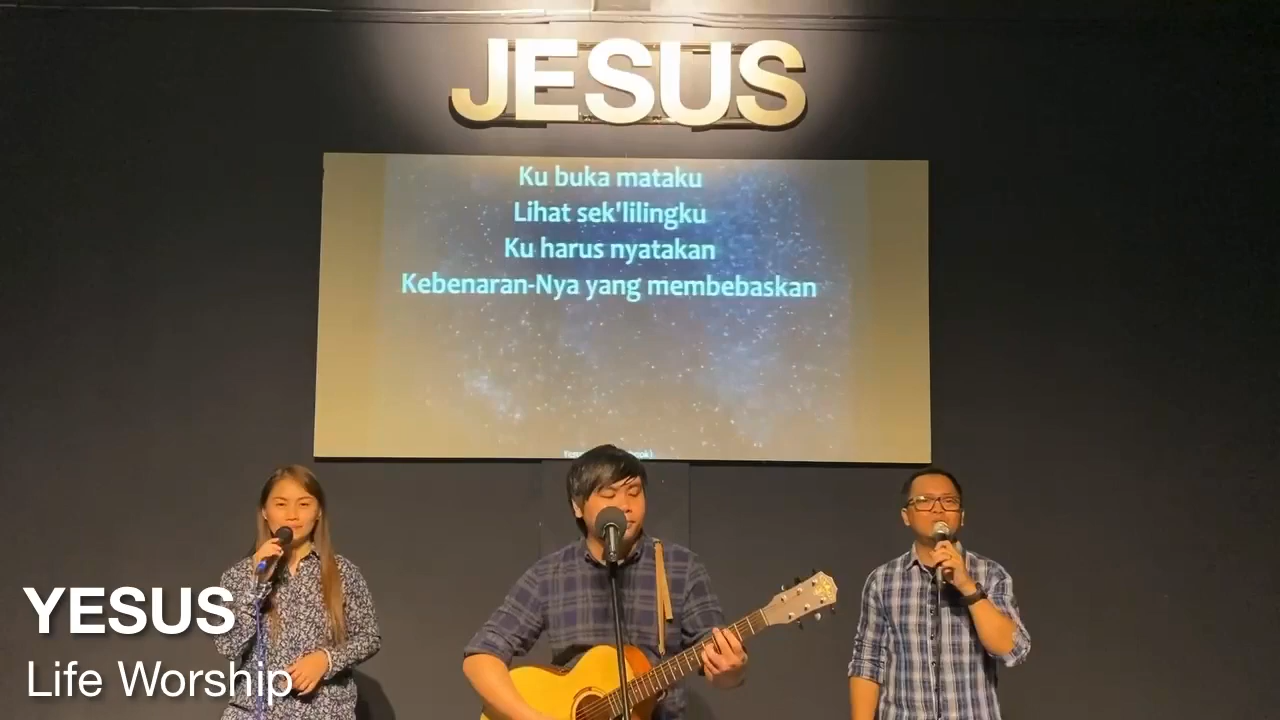 JESUS
Ku buka mataku
Lihat sek'lilingku
Ku harus nyatakan
Kebenaran-Nya yang membebaskan
YESUS
Life Worship